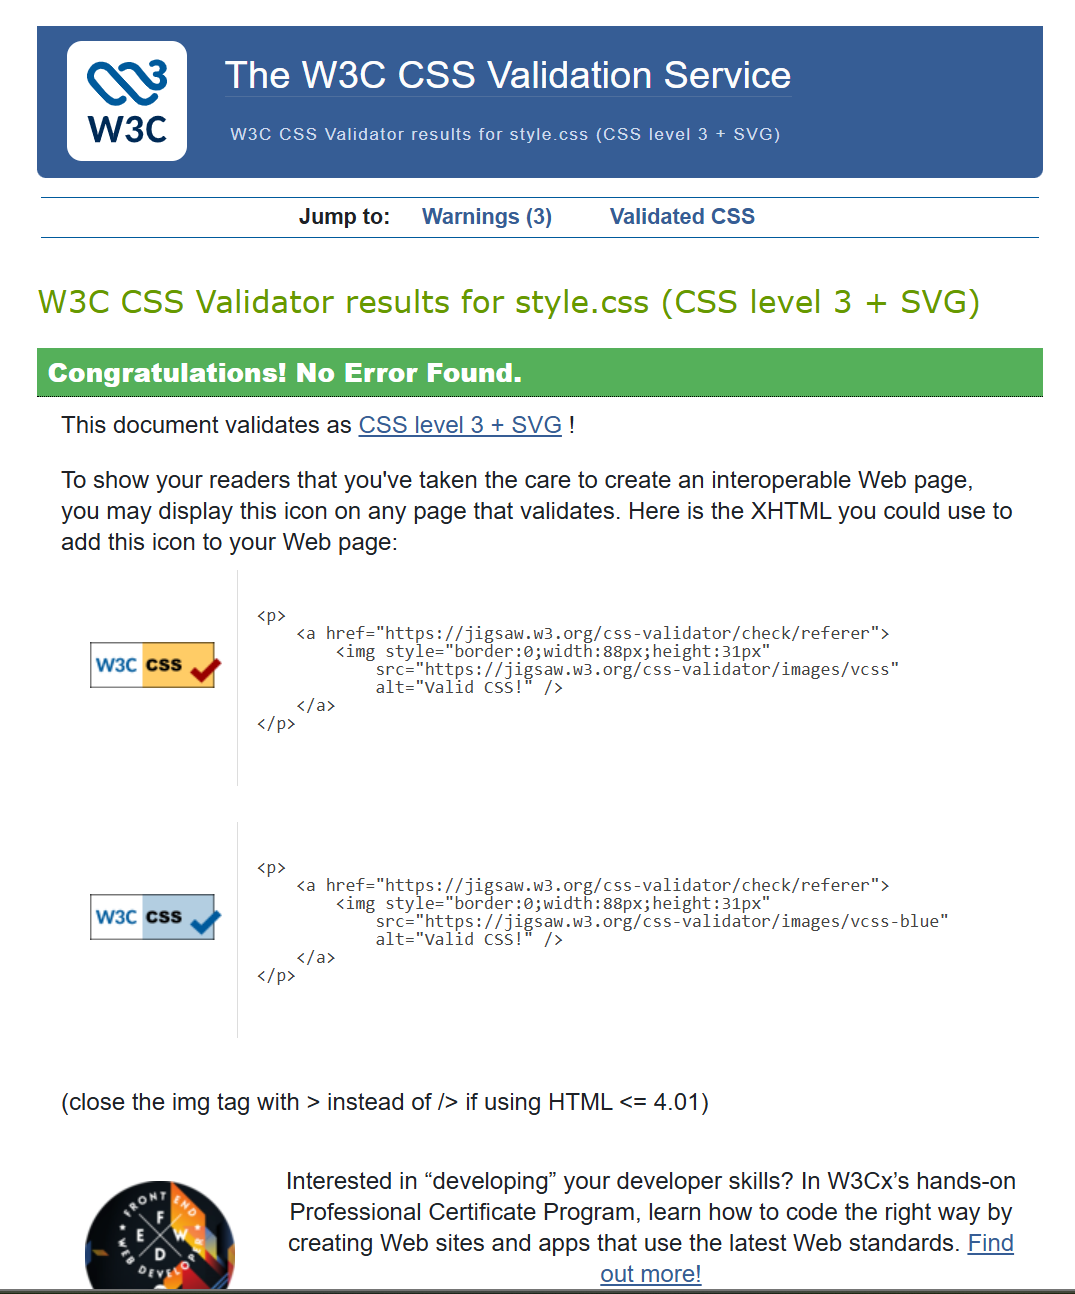 W3C
The W3C CSS Validation Service
W3C CSS Validator results for style.css (CSS level 3 + SVG)
Jump to: Warnings (3) Validated CSS
W3C CSS Validator results for style.css (CSS level 3 + SVG)
Congratulations! No Error Found.
This document validates as CSS level 3 + SVG !
To show your readers that you've taken the care to create an interoperable Web page,
you may display this icon on any page that validates. Here is the XHTML you could use to
add this icon to your Web page:
W3C CSS
<p>
    <a href="https://jigsaw.w3.org/css-validator/check/referer">
        <img style="border:0;width:88px;height:31px"
            src="https://jigsaw.w3.org/css-validator/images/vcss"
            alt="Valid CSS!" />
    </a>
</p>
W3C CSS
<p>
    <a href="https://jigsaw.w3.org/css-validator/check/referer">
        <img style="border:0;width:88px;height:31px"
            src="https://jigsaw.w3.org/css-validator/images/vcss-blue"
            alt="Valid CSS!" />
    </a>
</p>
(close the img tag with > instead of /> if using HTML <= 4.01)
FRONT END
WEB DEVELOPER
F E W D
Interested in “developing” your developer skills? In W3Cx’s hands-on
Professional Certificate Program, learn how to code the right way by
creating Web sites and apps that use the latest Web standards. Find
out more!